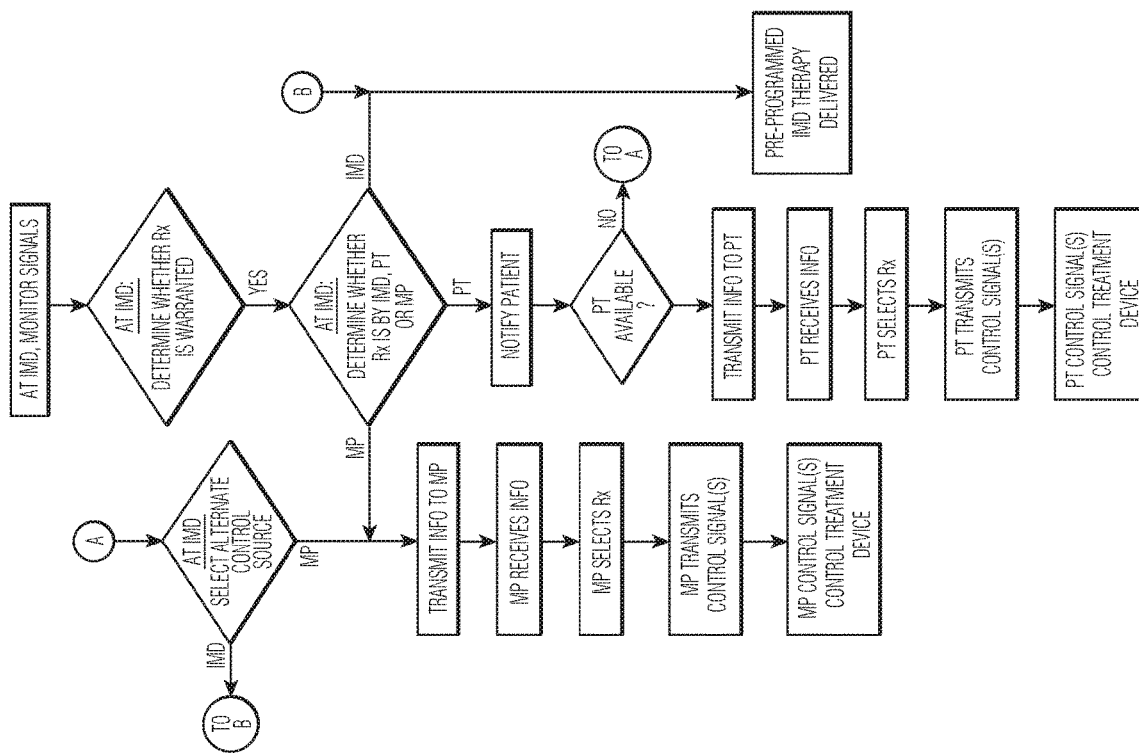 AT IMD, MONITOR SIGNALS
AT IMD:
DETERMINE WHETHER Rx
IS WARRANTED
YES
AT IMD:
DETERMINE WHETHER
Rx IS BY IMD, PT
OR MP
IMD
MP
PT
B
PRE-PROGRAMMED
IMD THERAPY
DELIVERED
NOTIFY PATIENT
PT
AVAILABLE
?
NO
TO
A
TRANSMIT INFO TO PT
PT RECEIVES INFO
PT SELECTS Rx
PT TRANSMITS
CONTROL SIGNAL(S)
PT CONTROL SIGNAL(S)
CONTROL TREATMENT
DEVICE
A
AT IMD
SELECT ALTERNATE
CONTROL
SOURCE
IMD
TO
B
MP
TRANSMIT INFO TO MP
MP RECEIVES INFO
MP SELECTS Rx
MP TRANSMITS
CONTROL SIGNAL(S)
MP CONTROL SIGNAL(S)
CONTROL TREATMENT
DEVICE